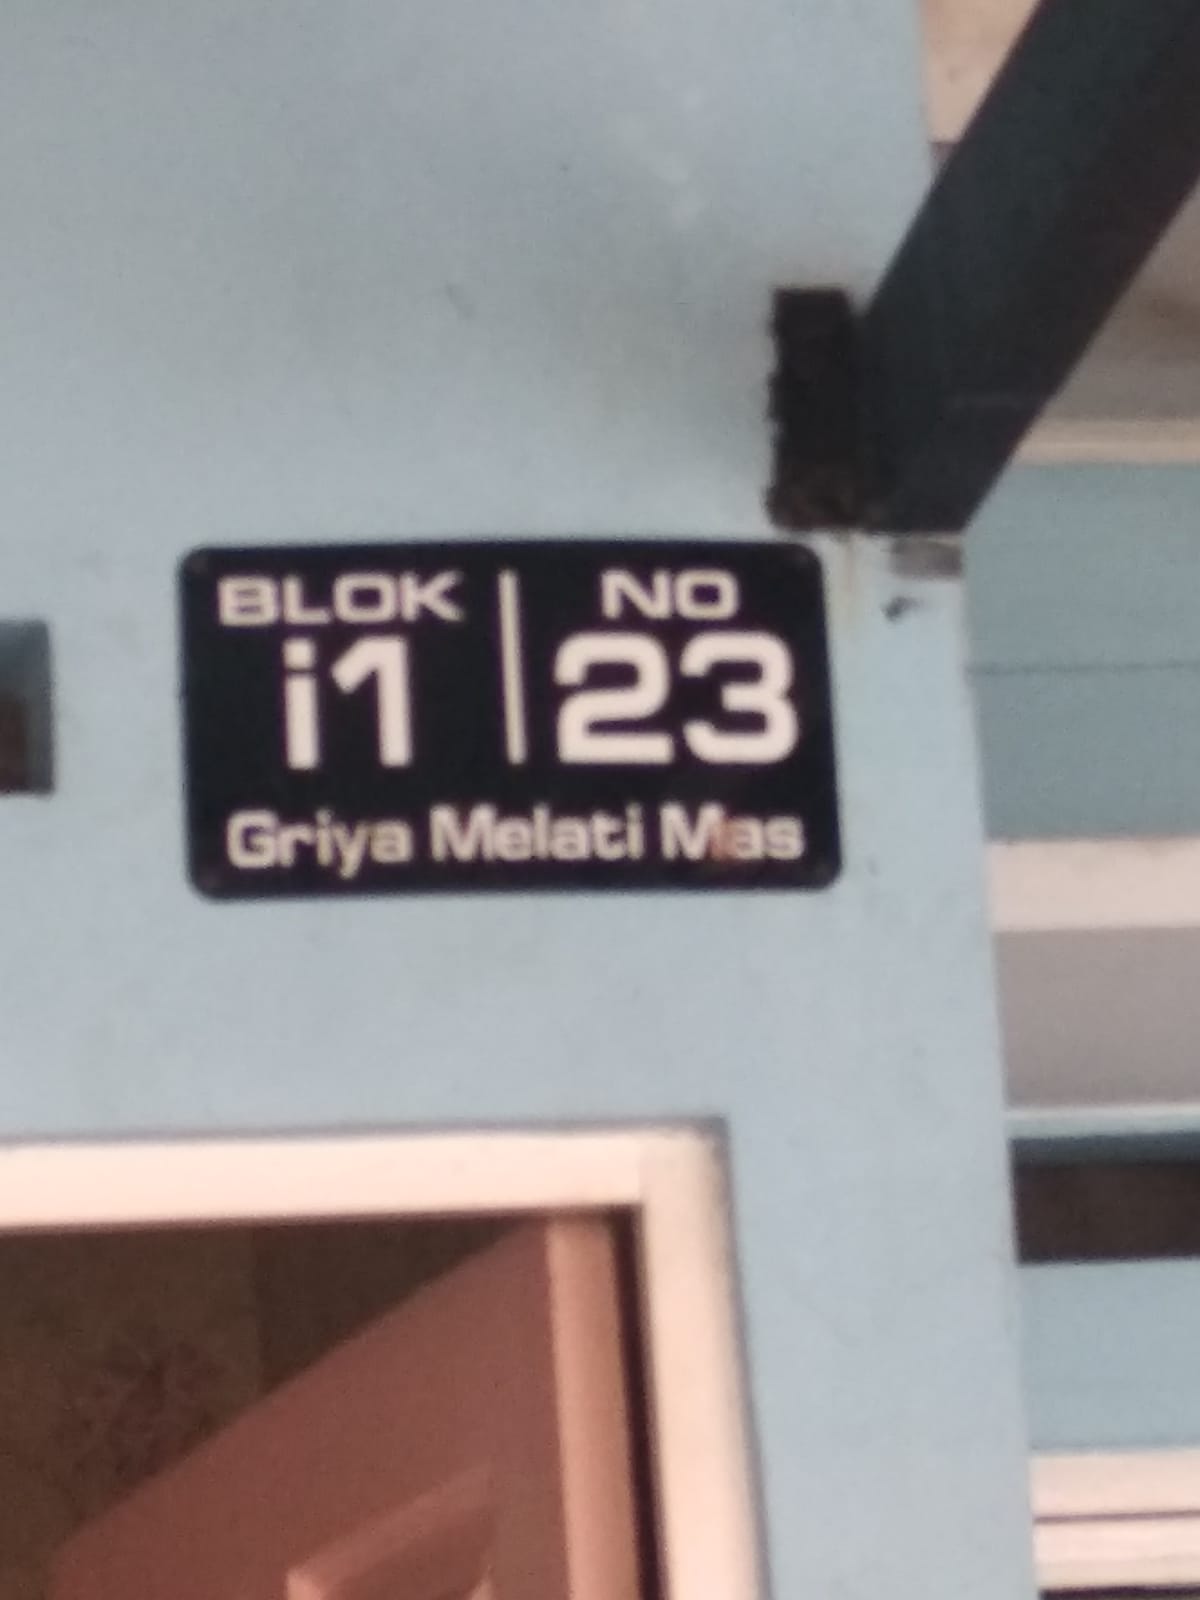 BLOK NO
i1 23
Griya Melati Mas